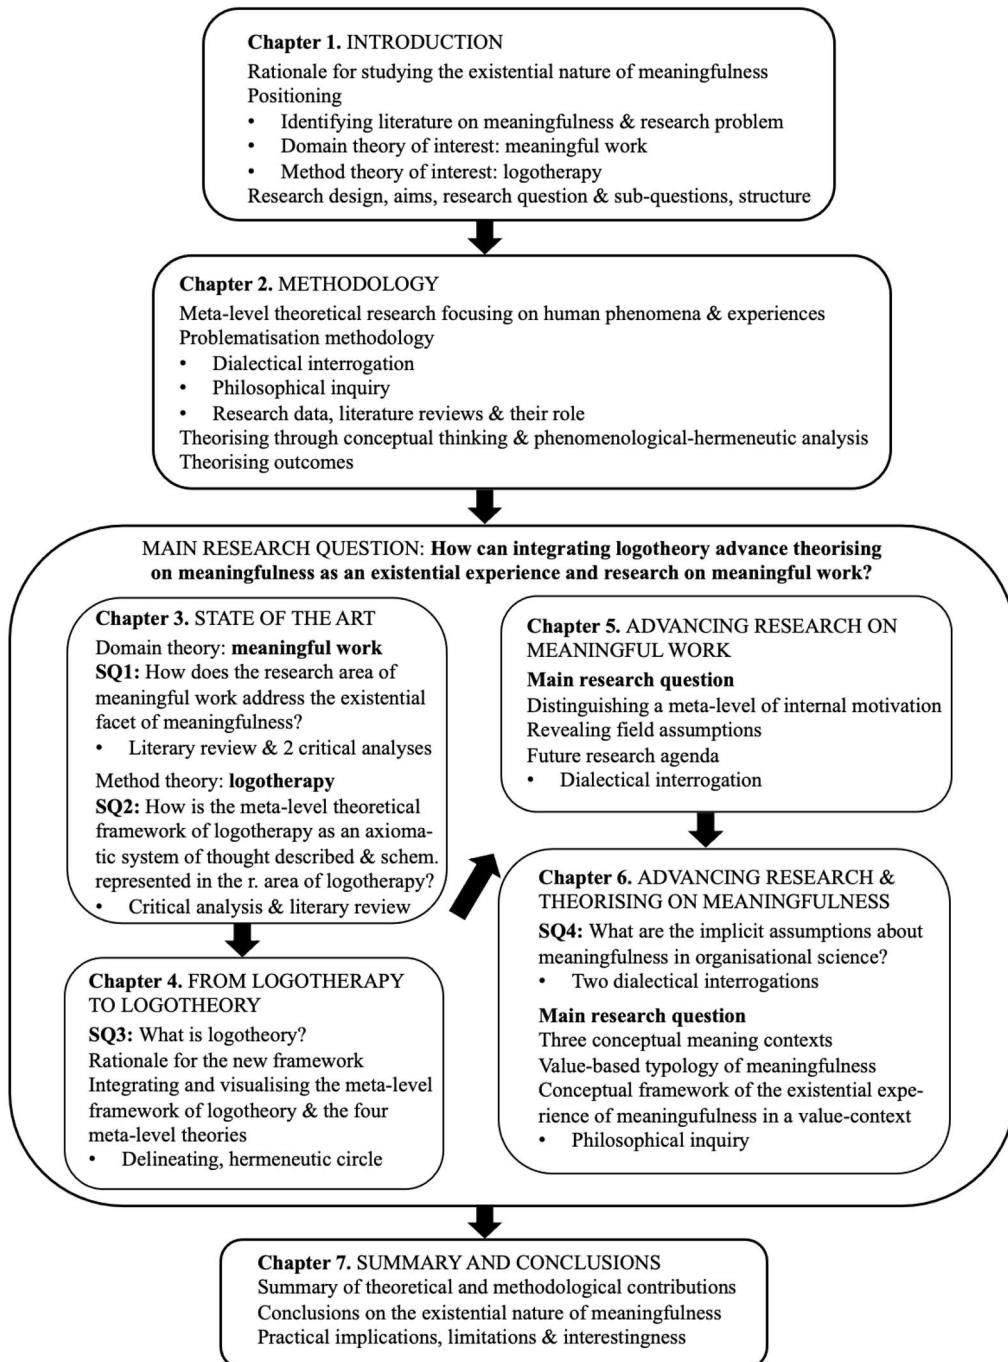 Chapter 1. INTRODUCTION
Rationale for studying the existential nature of meaningfulness
Positioning
• Identifying literature on meaningfulness & research problem
• Domain theory of interest: meaningful work
• Method theory of interest: logotherapy
Research design, aims, research question & sub-questions, structure
Chapter 2. METHODOLOGY
Meta-level theoretical research focusing on human phenomena & experiences
Problematisation methodology
• Dialectical interrogation
• Philosophical inquiry
• Research data, literature reviews & their role
Theorising through conceptual thinking & phenomenological-hermeneutic analysis
Theorising outcomes
MAIN RESEARCH QUESTION: How can integrating logotheory advance theorising
on meaningfulness as an existential experience and research on meaningful work?
Chapter 3. STATE OF THE ART
Domain theory: meaningful work
SQ1: How does the research area of
meaningful work address the existential
facet of meaningfulness?
• Literary review & 2 critical analyses
Method theory: logotherapy
SQ2: How is the meta-level theoretical
framework of logotherapy as an axioma-
tic system of thought described & schem.
represented in the r. area of logotherapy?
• Critical analysis & literary review
Chapter 4. FROM LOGOTHERAPY
TO LOGOTHEORY
SQ3: What is logotheory?
Rationale for the new framework
Integrating and visualising the meta-level
framework of logotheory & the four
meta-level theories
• Delineating, hermeneutic circle
Chapter 5. ADVANCING RESEARCH ON
MEANINGFUL WORK
Main research question
Distinguishing a meta-level of internal motivation
Revealing field assumptions
Future research agenda
• Dialectical interrogation
Chapter 6. ADVANCING RESEARCH &
THEORISING ON MEANINGFULNESS
SQ4: What are the implicit assumptions about
meaningfulness in organisational science?
• Two dialectical interrogations
Main research question
Three conceptual meaning contexts
Value-based typology of meaningfulness
Conceptual framework of the existential expe-
rience of meaningufulness in a value-context
• Philosophical inquiry
Chapter 7. SUMMARY AND CONCLUSIONS
Summary of theoretical and methodological contributions
Conclusions on the existential nature of meaningfulness
Practical implications, limitations & interestingness